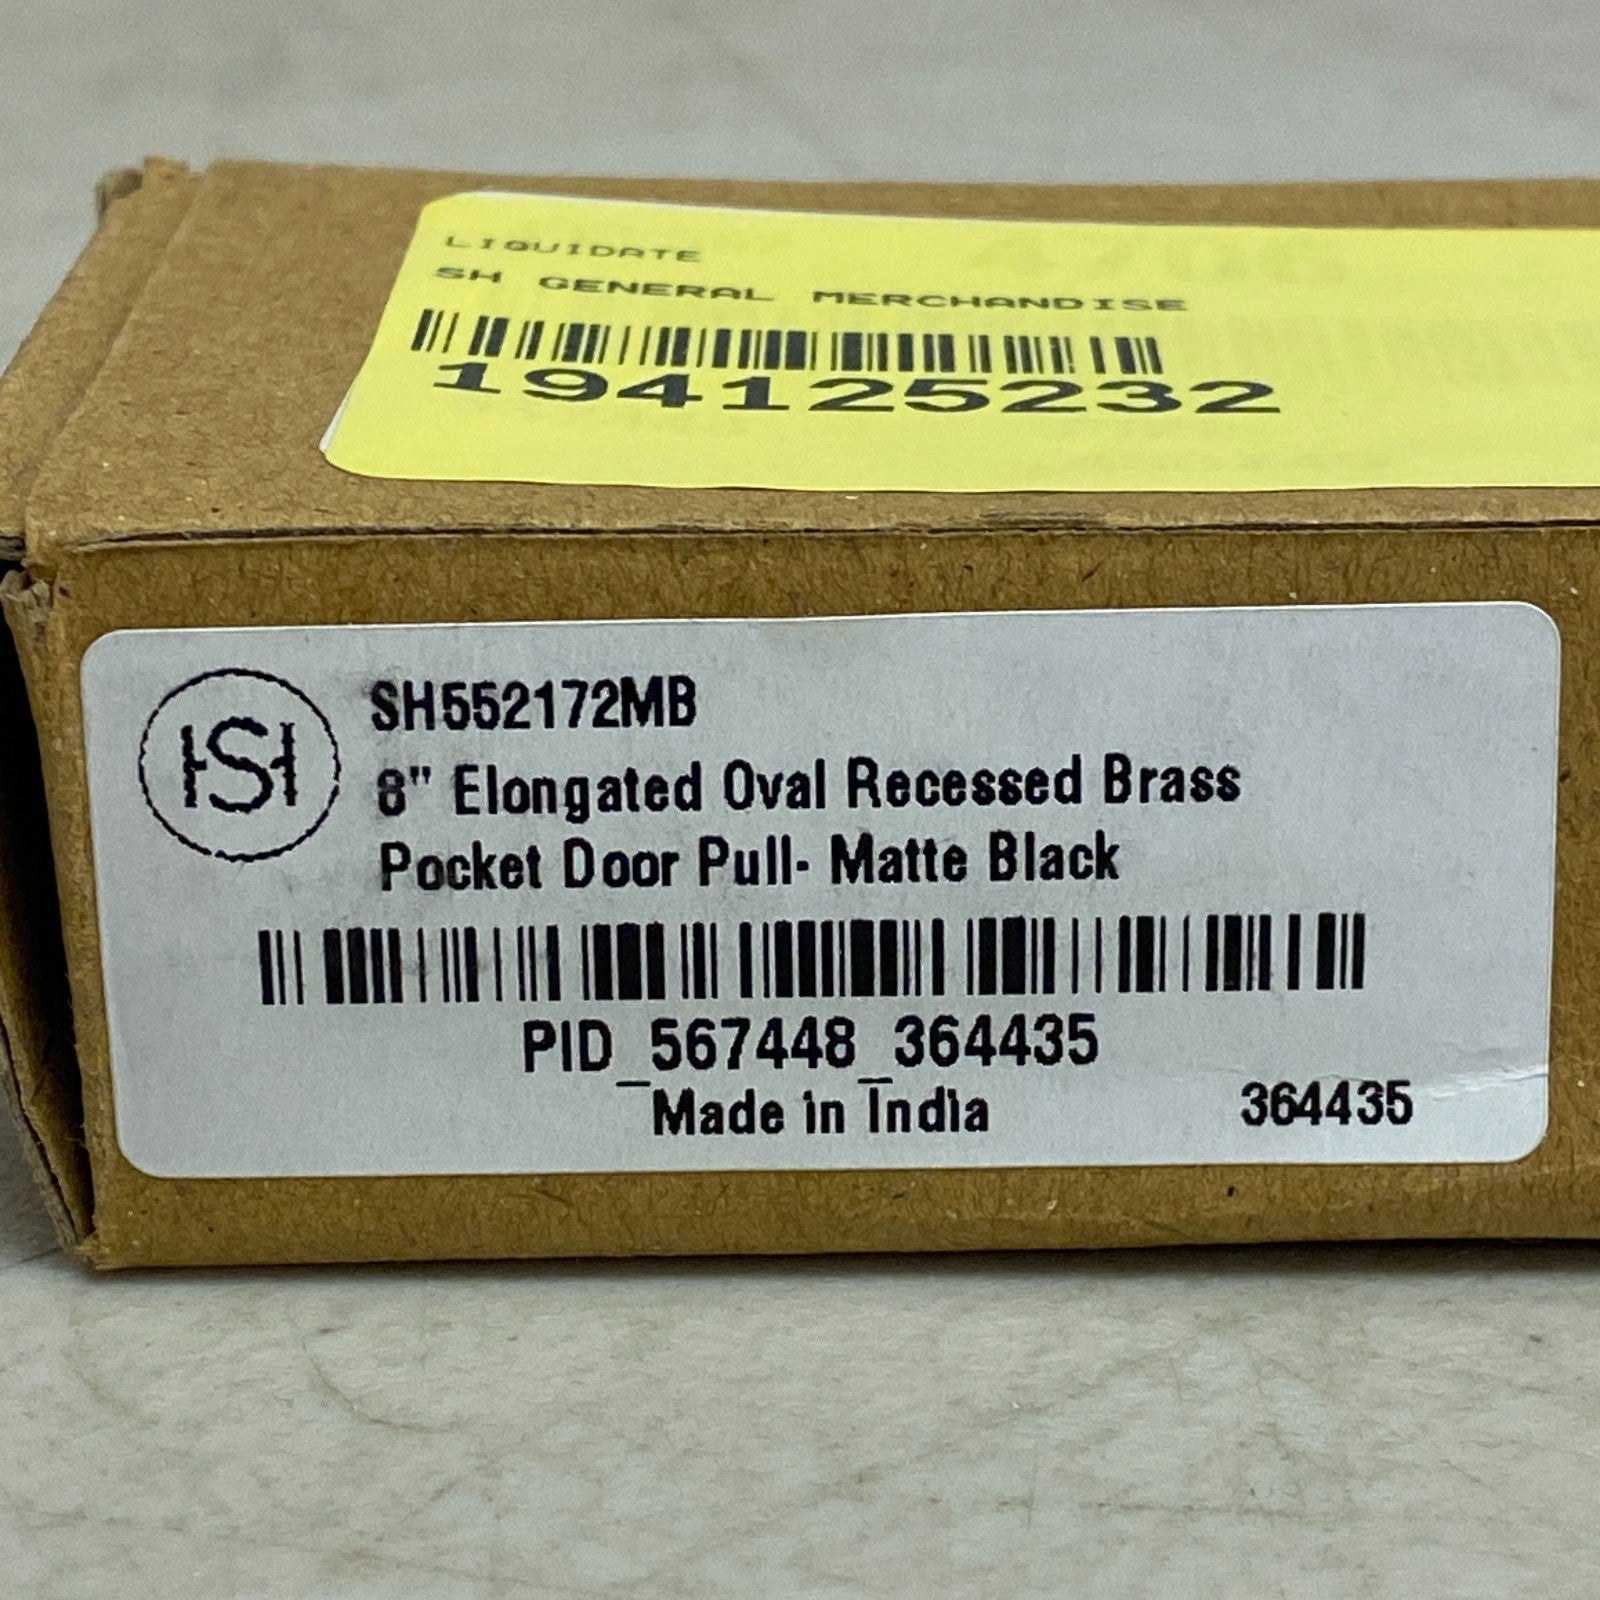 LIQUIDATE
SH GENERAL MERCHANDISE
194125232
HSH
SH552172MB
8" Elongated Oval Recessed Brass
Pocket Door Pull- Matte Black
PID_567448_364435
Made in India
364435